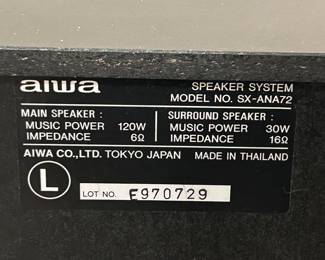 aiwa SPEAKER SYSTEM
MODEL NO. SX-ANA72
MAIN SPEAKER : SURROUND SPEAKER :
MUSIC POWER 120W MUSIC POWER 30W
IMPEDANCE 6Ω IMPEDANCE 16Ω
AIWA CO.,LTD. TOKYO JAPAN MADE IN THAILAND
L LOT NO. F970729